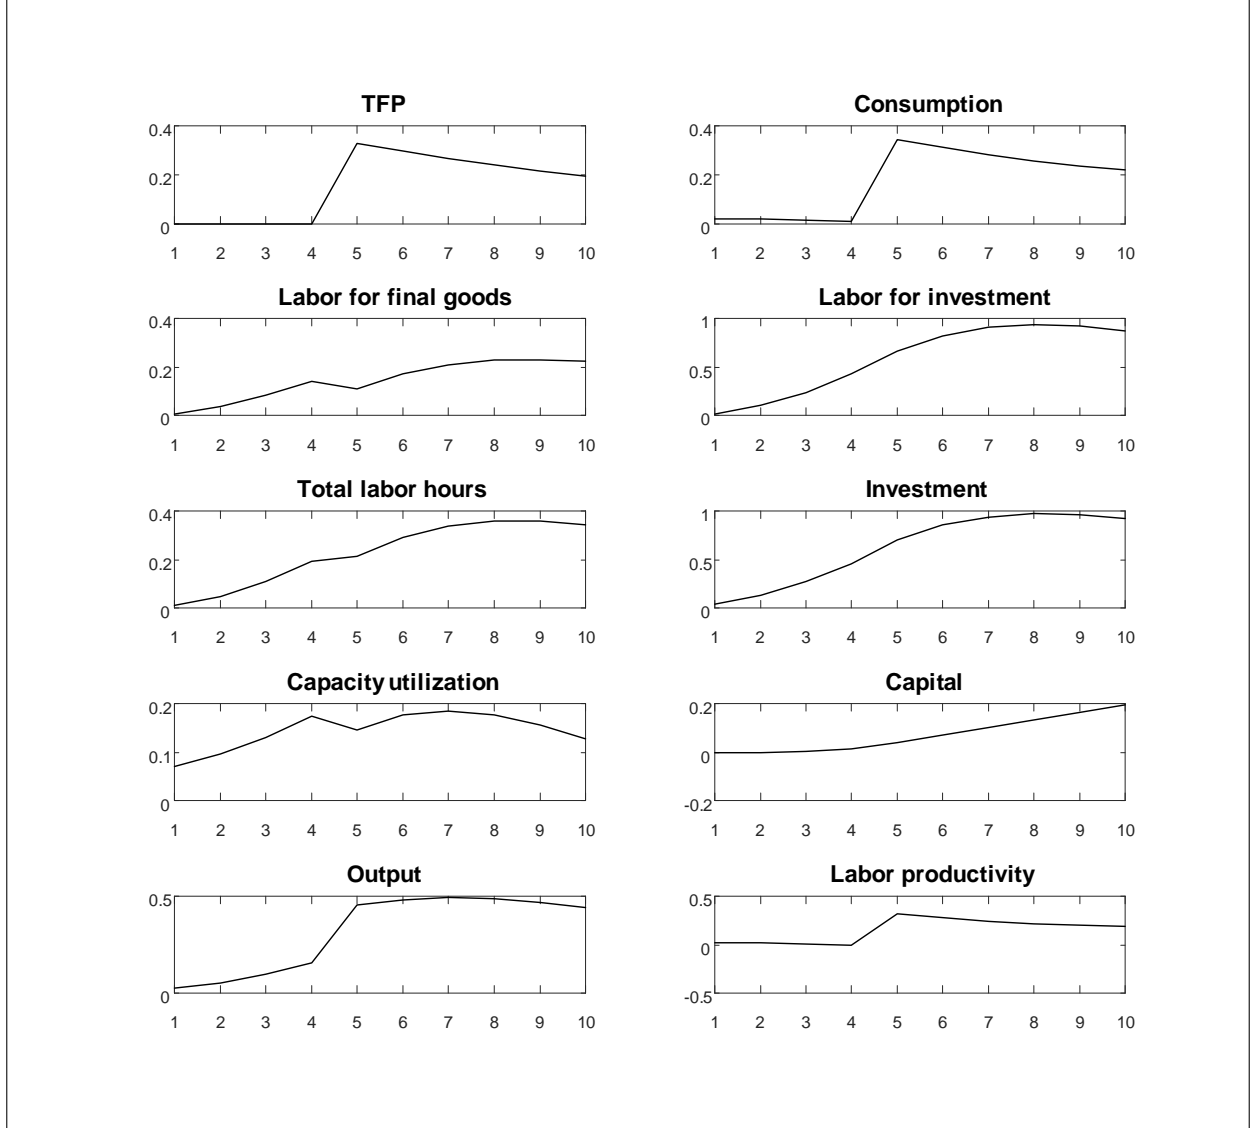 TFP
0.4
0.2
0
1 2 3 4 5 6 7 8 9 10
Consumption
0.4
0.2
0
1 2 3 4 5 6 7 8 9 10
Labor for final goods
0.4
0.2
0
1 2 3 4 5 6 7 8 9 10
Labor for investment
1
0.5
0
1 2 3 4 5 6 7 8 9 10
Total labor hours
0.4
0.2
0
1 2 3 4 5 6 7 8 9 10
Investment
1
0.5
0
1 2 3 4 5 6 7 8 9 10
Capacity utilization
0.2
0.1
0
1 2 3 4 5 6 7 8 9 10
Capital
0.2
0
-0.2
1 2 3 4 5 6 7 8 9 10
Output
0.5
0
1 2 3 4 5 6 7 8 9 10
Labor productivity
0.5
0
-0.5
1 2 3 4 5 6 7 8 9 10